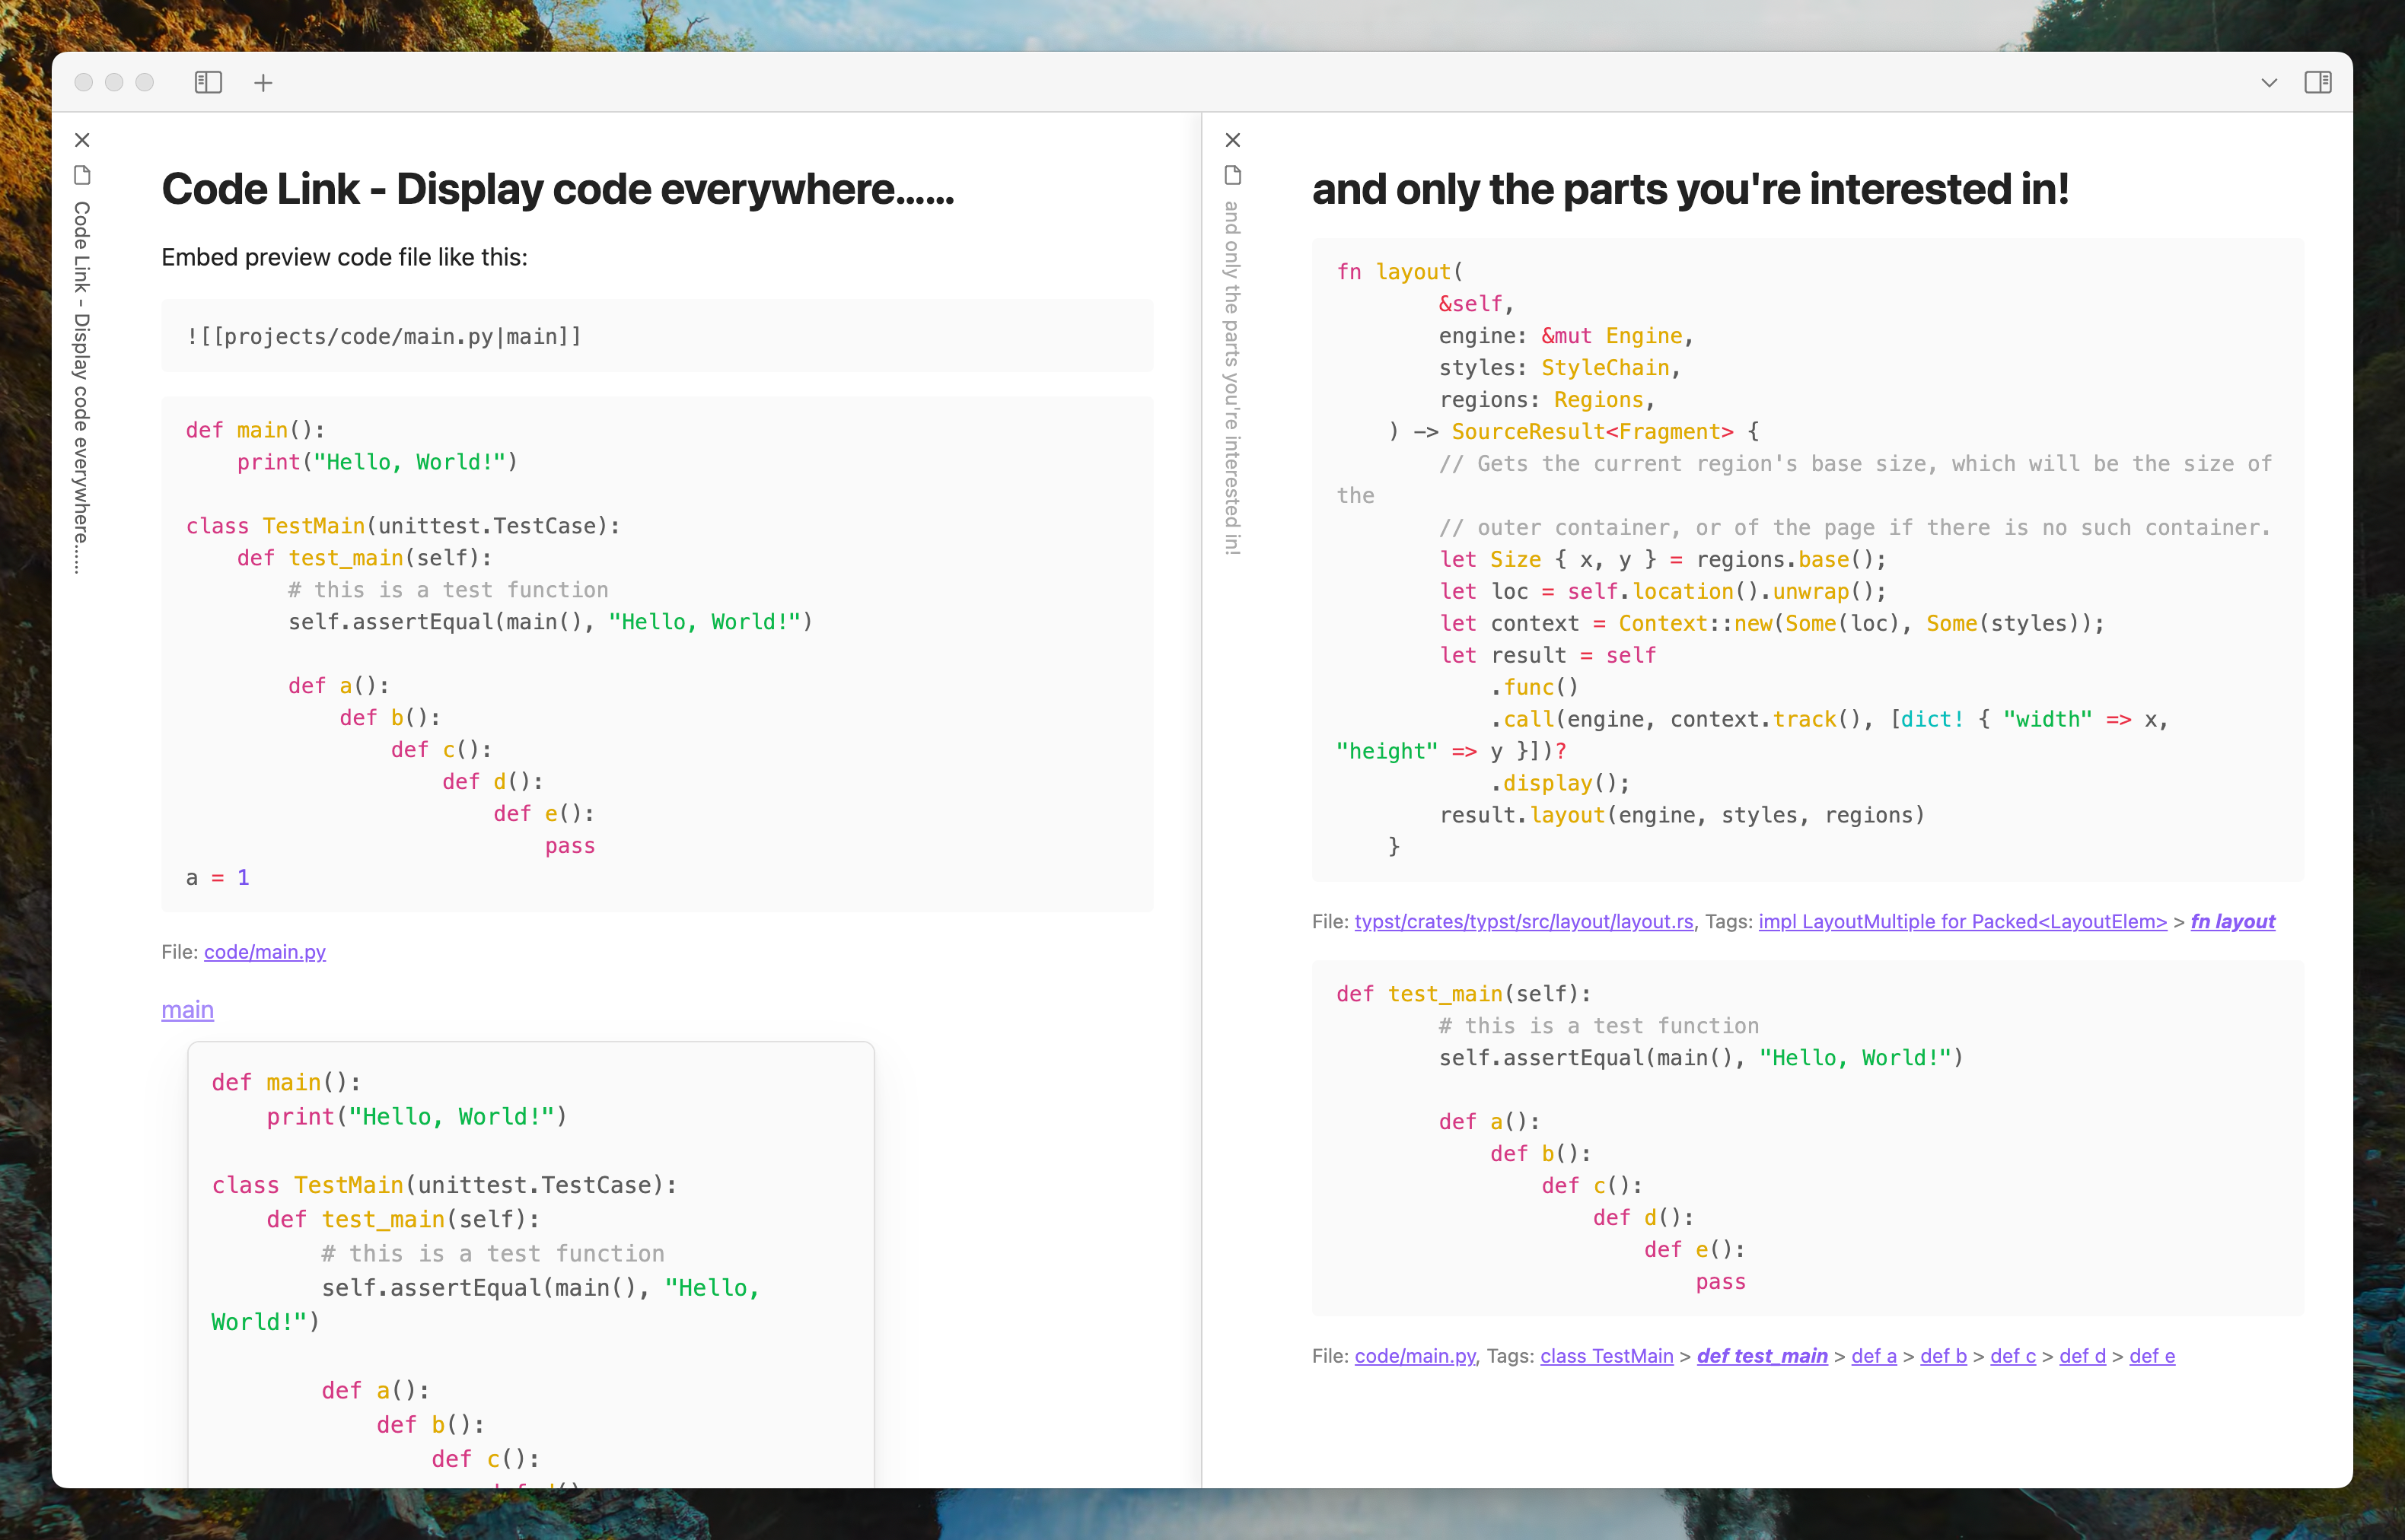 Code Link - Display code everywhere......
Code Link - Display code everywhere......
Embed preview code file like this:
![[projects/code/main.py|main]]
def main():
    print("Hello, World!")

class TestMain(unittest.TestCase):
    def test_main(self):
        # this is a test function
        self.assertEqual(main(), "Hello, World!")

        def a():
            def b():
                def c():
                    def d():
                        def e():
                            pass
a = 1
File: code/main.py
main
def main():
    print("Hello, World!")

class TestMain(unittest.TestCase):
    def test_main(self):
        # this is a test function
        self.assertEqual(main(), "Hello,
World!")

        def a():
            def b():
                def c():
and only the parts you're interested in!
and only the parts you're interested in!
fn layout(
        &self,
        engine: &mut Engine,
        styles: StyleChain,
        regions: Regions,
    ) -> SourceResult<Fragment> {
        // Gets the current region's base size, which will be the size of
the
        // outer container, or of the page if there is no such container.
        let Size { x, y } = regions.base();
        let loc = self.location().unwrap();
        let context = Context::new(Some(loc), Some(styles));
        let result = self
            .func()
            .call(engine, context.track(), [dict! { "width" => x,
"height" => y }])?
            .display();
        result.layout(engine, styles, regions)
    }
File: typst/crates/typst/src/layout/layout.rs, Tags: impl LayoutMultiple for Packed<LayoutElem> > fn layout
def test_main(self):
        # this is a test function
        self.assertEqual(main(), "Hello, World!")

        def a():
            def b():
                def c():
                    def d():
                        def e():
                            pass
File: code/main.py, Tags: class TestMain > def test_main > def a > def b > def c > def d > def e